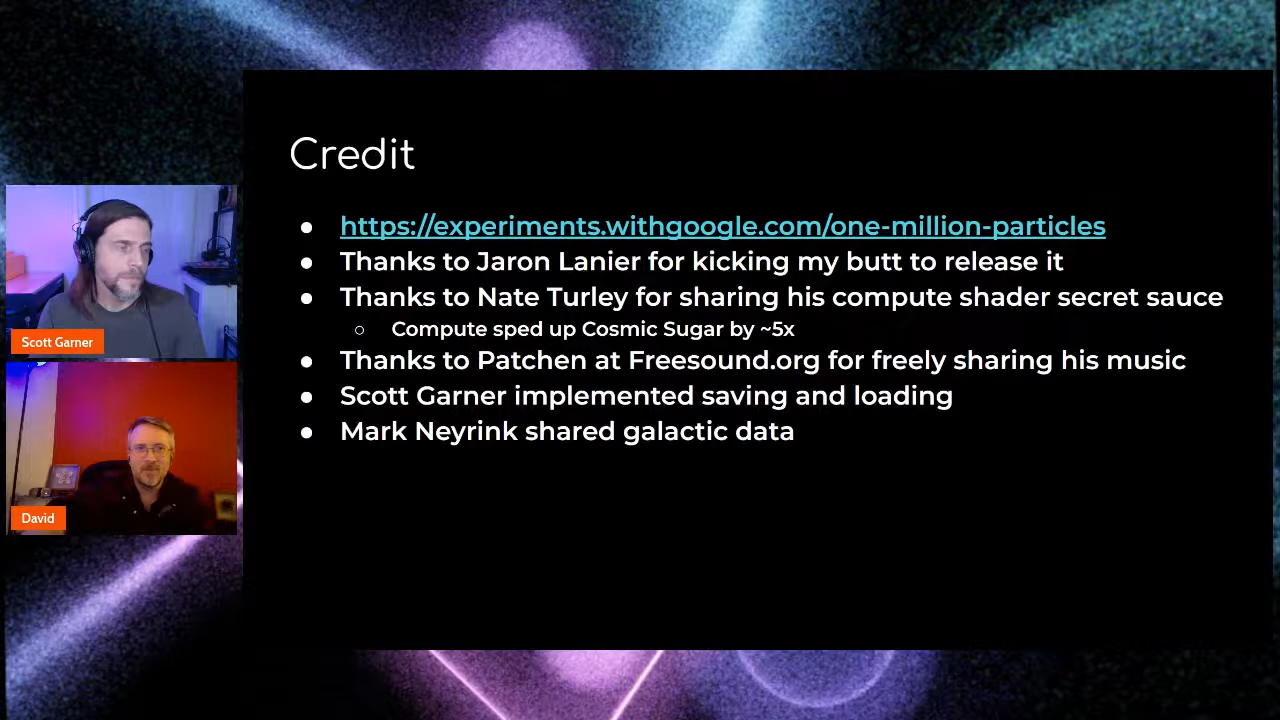 Credit
https://experiments.withgoogle.com/one-million-particles
Thanks to Jaron Lanier for kicking my butt to release it
Thanks to Nate Turley for sharing his compute shader secret sauce
Compute sped up Cosmic Sugar by ~5x
Thanks to Patchen at Freesound.org for freely sharing his music
Scott Garner implemented saving and loading
Mark Neyrink shared galactic data
Scott Garner
David